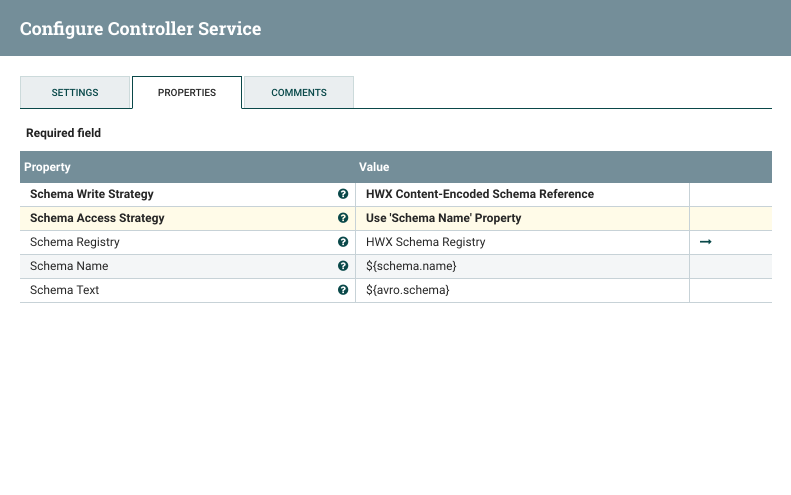 Configure Controller Service
SETTINGS PROPERTIES COMMENTS
Required field
Property Value
Schema Write Strategy ? HWX Content-Encoded Schema Reference
Schema Access Strategy ? Use 'Schema Name' Property
Schema Registry ? HWX Schema Registry →
Schema Name ? ${schema.name}
Schema Text ? ${avro.schema}